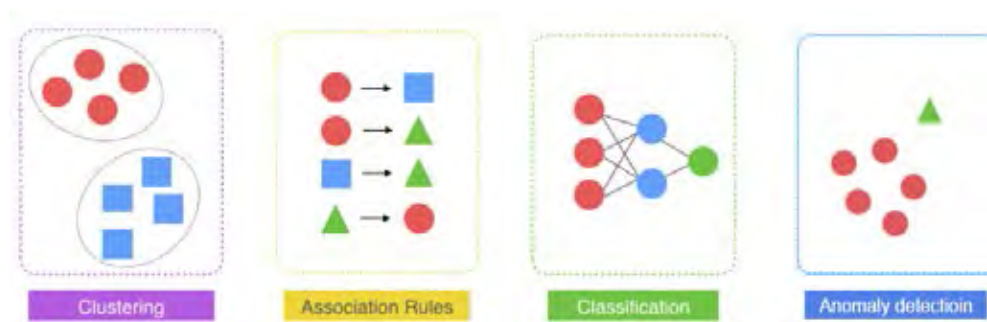 Clustering
Association Rules
Classification
Anomaly detectioin